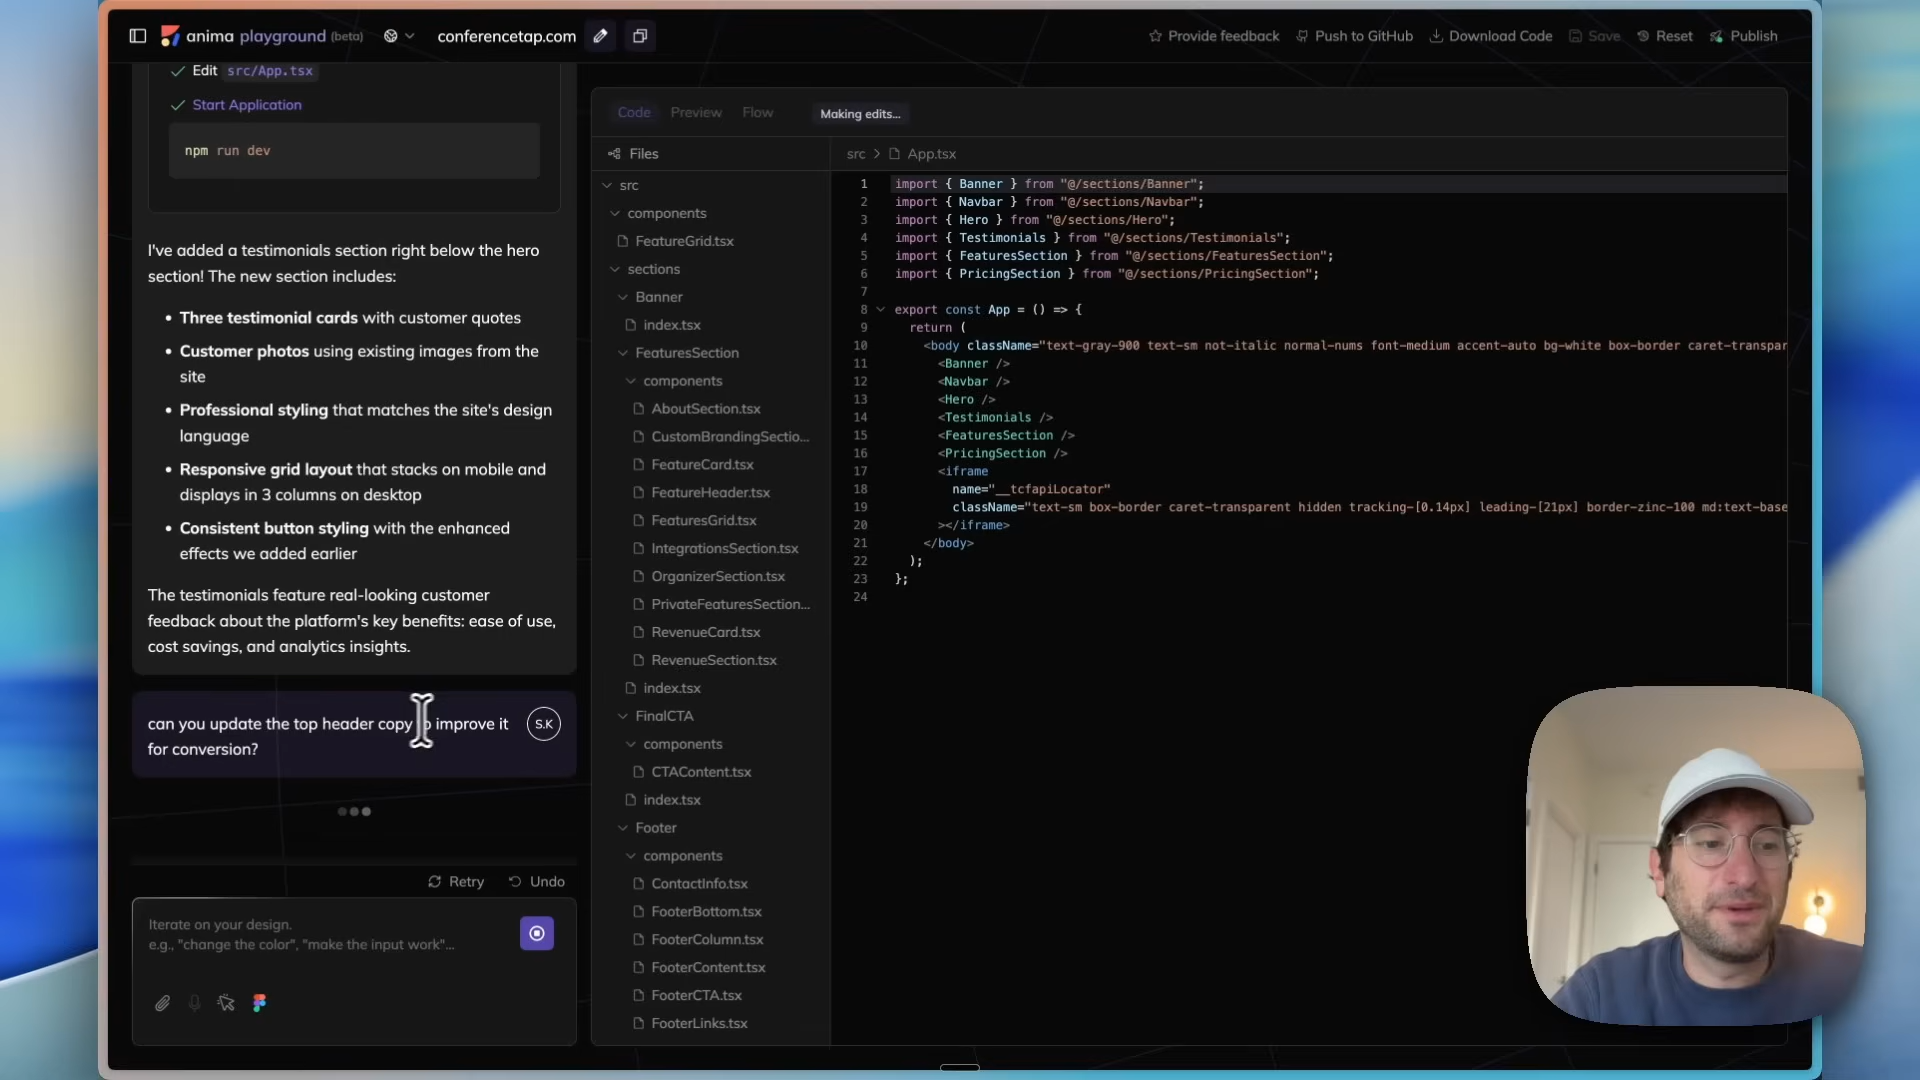 anima playground (beta)
conferencetap.com
Provide feedback
Push to GitHub
Download Code
Save
Reset
Publish
Edit src/App.tsx
Start Application
npm run dev
I've added a testimonials section right below the hero
section! The new section includes:
• Three testimonial cards with customer quotes
• Customer photos using existing images from the
site
• Professional styling that matches the site's design
language
• Responsive grid layout that stacks on mobile and
displays in 3 columns on desktop
• Consistent button styling with the enhanced
effects we added earlier
The testimonials feature real-looking customer
feedback about the platform's key benefits: ease of use,
cost savings, and analytics insights.
can you update the top header copy improve it
for conversion?
S.K
Retry
Undo
Iterate on your design.
e.g., "change the color", "make the input work"...
Code
Preview
Flow
Making edits...
Files
src
components
FeatureGrid.tsx
sections
Banner
index.tsx
FeaturesSection
components
AboutSection.tsx
CustomBrandingSectio...
FeatureCard.tsx
FeatureHeader.tsx
FeaturesGrid.tsx
IntegrationsSection.tsx
OrganizerSection.tsx
PrivateFeaturesSection...
RevenueCard.tsx
RevenueSection.tsx
index.tsx
FinalCTA
components
CTAContent.tsx
index.tsx
Footer
components
ContactInfo.tsx
FooterBottom.tsx
FooterColumn.tsx
FooterContent.tsx
FooterCTA.tsx
FooterLinks.tsx
src > App.tsx
1 import { Banner } from "@/sections/Banner";
2 import { Navbar } from "@/sections/Navbar";
3 import { Hero } from "@/sections/Hero";
4 import { Testimonials } from "@/sections/Testimonials";
5 import { FeaturesSection } from "@/sections/FeaturesSection";
6 import { PricingSection } from "@/sections/PricingSection";
7
8 export const App = () => {
9 return (
10 <body className="text-gray-900 text-sm not-italic normal-nums font-medium accent-auto bg-white box-border caret-transpar
11 <Banner />
12 <Navbar />
13 <Hero />
14 <Testimonials />
15 <FeaturesSection />
16 <PricingSection />
17 <iframe
18 name="__tcfapiLocator"
19 className="text-sm box-border caret-transparent hidden tracking-[0.14px] leading-[21px] border-zinc-100 md:text-base
20 ></iframe>
21 </body>
22 );
23 };
24